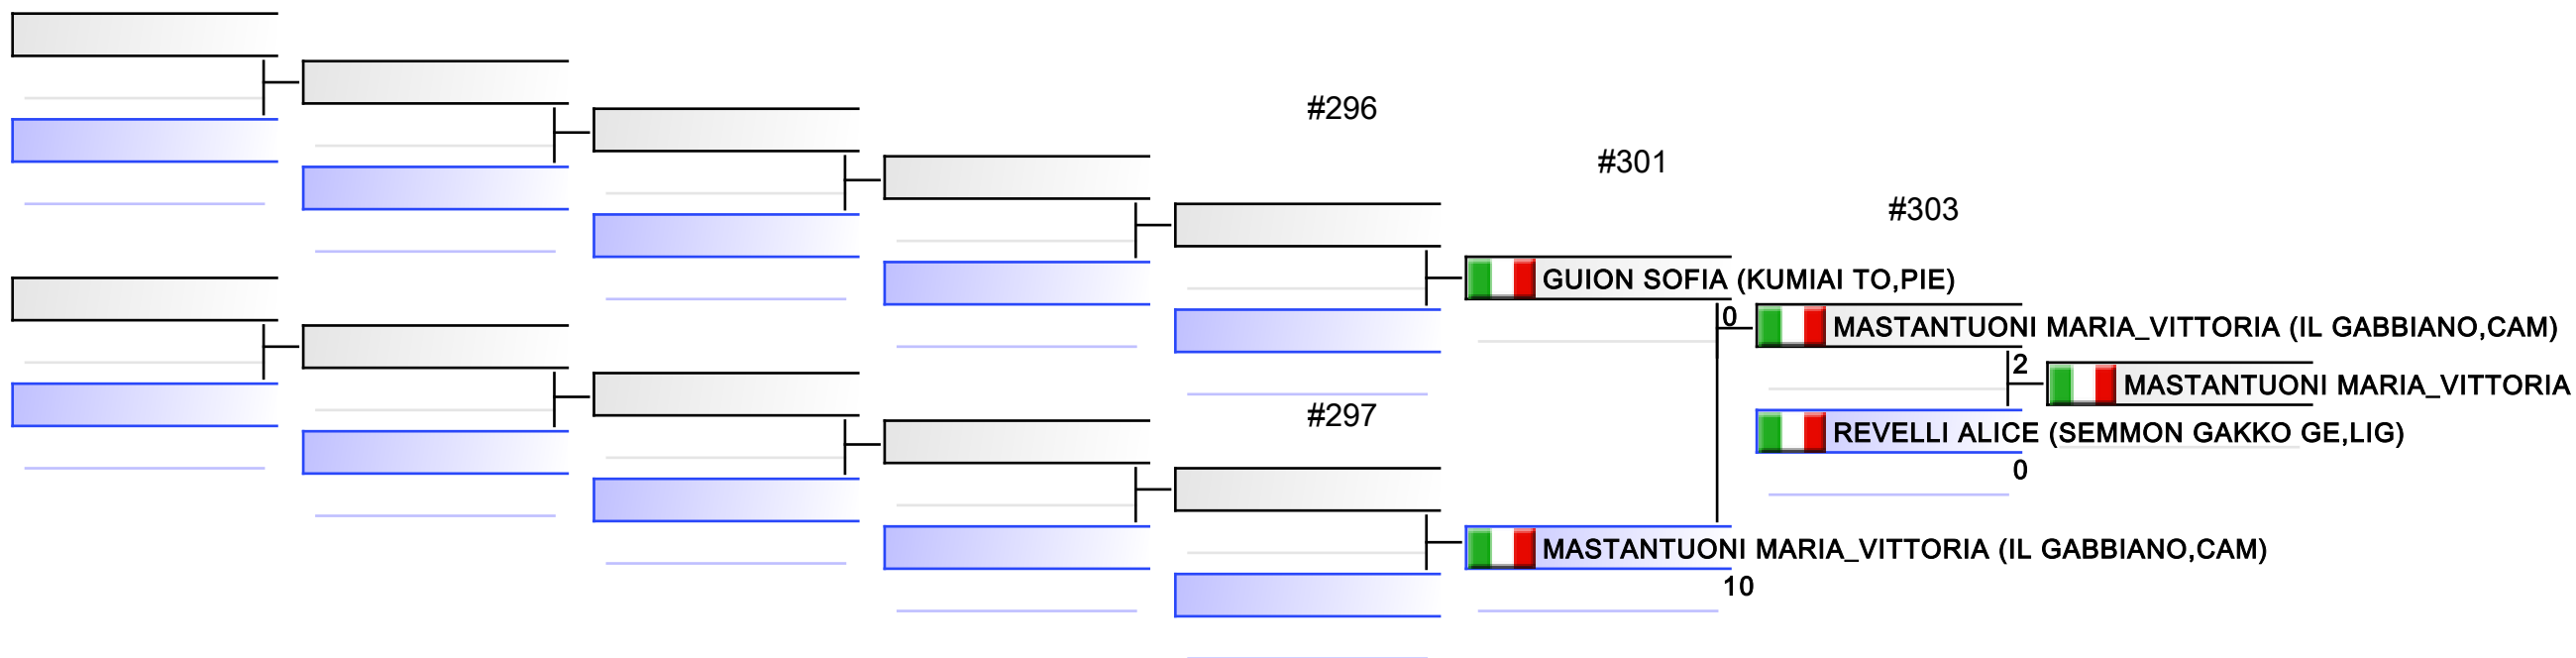 #296
#301
#303
GUION SOFIA (KUMIAI TO,PIE)
0
MASTANTUONI MARIA_VITTORIA (IL GABBIANO,CAM)
2
MASTANTUONI MARIA_VITTORIA
#297
REVELLI ALICE (SEMMON GAKKO GE,LIG)
0
MASTANTUONI MARIA_VITTORIA (IL GABBIANO,CAM)
10